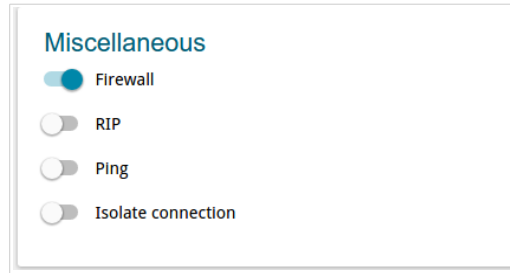 Miscellaneous
Firewall
RIP
Ping
Isolate connection